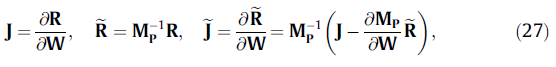 J = ∂R/∂W, R̃ = M_P^{-1}R, J̃ = ∂R̃/∂W = M_P^{-1}(J − ∂M_P/∂W R̃), (27)